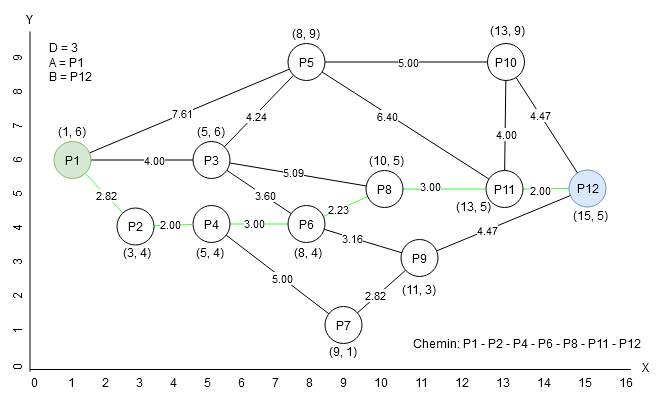 Y
D = 3
A = P1
B = P12
(8, 9)
(13, 9)
P5
5.00
P10
9
8
7.61
4.24
6.40
4.47
7
(1, 6)
(5, 6)
4.00
P1
4.00
P3
6
5.09
(10, 5)
P8
3.00
P11
2.00
P12
5
2.82
3.60
2.23
(13, 5)
(15, 5)
P2
2.00
P4
3.00
P6
4
3.16
4.47
(3, 4)
(5, 4)
(8, 4)
P9
3
5.00
2.82
(11, 3)
2
P7
1
(9, 1)
Chemin: P1 - P2 - P4 - P6 - P8 - P11 - P12
0
X
0 1 2 3 4 5 6 7 8 9 10 11 12 13 14 15 16